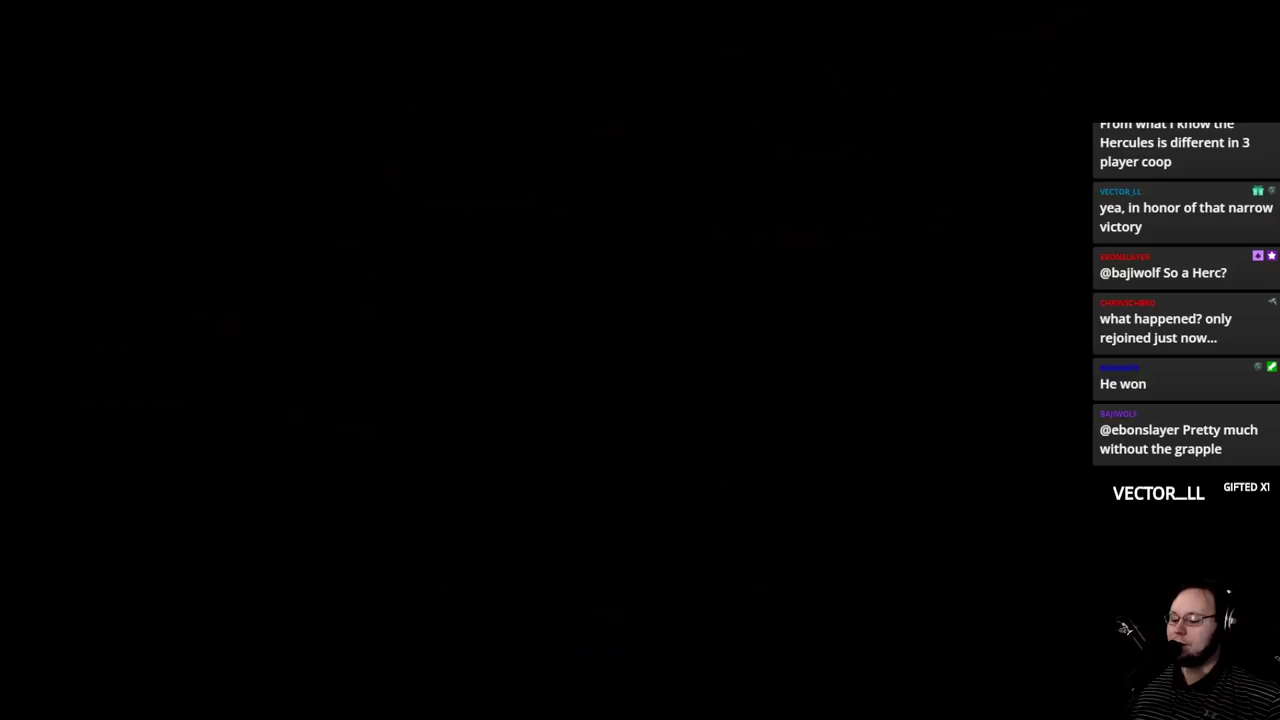 From what I know the
Hercules is different in 3
player coop
VECTOR_LL
yea, in honor of that narrow
victory
EBONSLAYER
@bajiwolf So a Herc?
CHRINSCHBRO
what happened? only
rejoined just now...
He won
BAJIWOLF
@ebonslayer Pretty much
without the grapple
VECTOR_LL
GIFTED X1